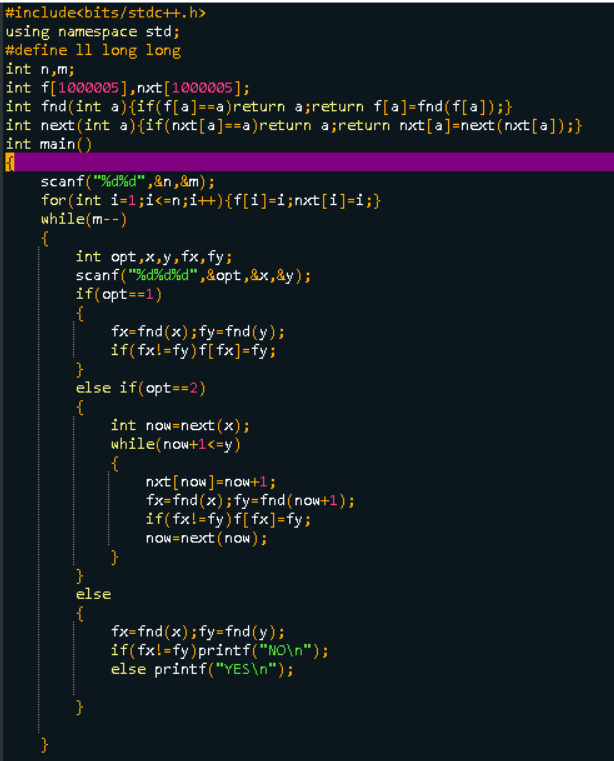 #include<bits/stdc++.h>
using namespace std;
#define ll long long
int n,m;
int f[1000005],nxt[1000005];
int fnd(int a){if(f[a]==a)return a;return f[a]=fnd(f[a]);}
int next(int a){if(nxt[a]==a)return a;return nxt[a]=next(nxt[a]);}
int main()
{
    scanf("%d%d",&n,&m);
    for(int i=1;i<=n;i++){f[i]=i;nxt[i]=i;}
    while(m--)
    {
        int opt,x,y,fx,fy;
        scanf("%d%d%d",&opt,&x,&y);
        if(opt==1)
        {
            fx=fnd(x);fy=fnd(y);
            if(fx!=fy)f[fx]=fy;
        }
        else if(opt==2)
        {
            int now=next(x);
            while(now+1<=y)
            {
                nxt[now]=now+1;
                fx=fnd(x);fy=fnd(now+1);
                if(fx!=fy)f[fx]=fy;
                now=next(now);
            }
        }
        else
        {
            fx=fnd(x);fy=fnd(y);
            if(fx!=fy)printf("NO\n");
            else printf("YES\n");
        }
    }